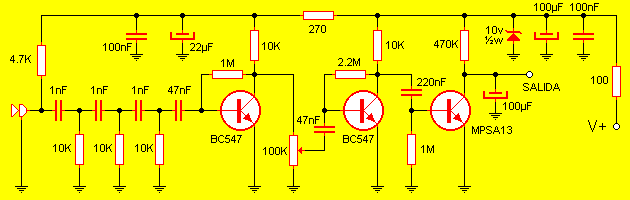 270
10v
½w
100µF
100nF
100nF
22µF
10K
10K
470K
4.7K
1M
2.2M
220nF
100
1nF
1nF
1nF
47nF
SALIDA
100µF
47nF
V+
BC547
BC547
MPSA13
10K
10K
10K
100K
1M